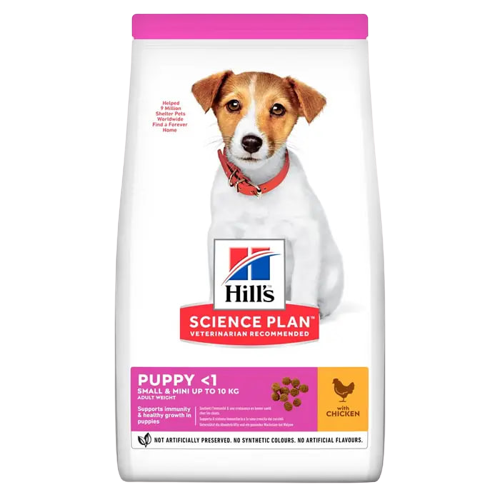 Helped
9 Million
Shelter Pets
Worldwide
Find a Forever
Home
Hill's
SCIENCE PLAN™
VETERINARIAN RECOMMENDED
PUPPY <1
SMALL & MINI UP TO 10 KG
ADULT WEIGHT
Supports immunity
& healthy growth in
puppies
with
CHICKEN
NOT ARTIFICIALLY PRESERVED. NO SYNTHETIC COLOURS. NO ARTIFICIAL FLAVOURS.